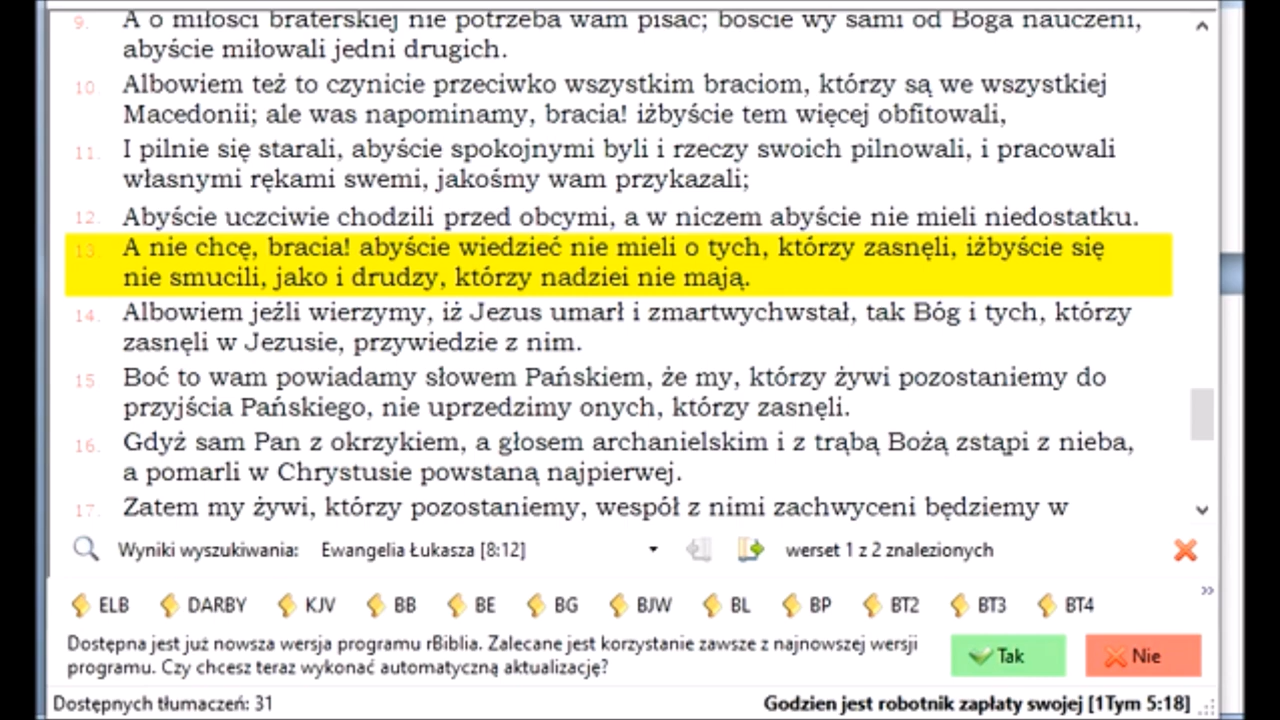 9. A o miłości braterskiej nie potrzeba wam pisać; boście wy sami od Boga nauczeni,
abyście miłowali jedni drugich.
10. Albowiem też to czynicie przeciwko wszystkim braciom, którzy są we wszystkiej
Macedonii; ale was napominamy, bracia! iżbyście tem więcej obfitowali,
11. I pilnie się starali, abyście spokojnymi byli i rzeczy swoich pilnowali, i pracowali
własnymi rękami swemi, jakośmy wam przykazali;
12. Abyście uczciwie chodzili przed obcymi, a w niczem abyście nie mieli niedostatku.
13. A nie chcę, bracia! abyście wiedzieć nie mieli o tych, którzy zasnęli, iżbyście się
nie smucili, jako i drudzy, którzy nadziei nie mają.
14. Albowiem jeźli wierzymy, iż Jezus umarł i zmartwychwstał, tak Bóg i tych, którzy
zasnęli w Jezusie, przywiedzie z nim.
15 Boć to wam powiadamy słowem Pańskiem, że my, którzy żywi pozostaniemy do
przyjścia Pańskiego, nie uprzedzimy onych, którzy zasnęli.
16. Gdyż sam Pan z okrzykiem, a głosem archanielskim i z trąbą Bożą zstąpi z nieba,
a pomarli w Chrystusie powstaną najpierwej.
17. Zatem my żywi, którzy pozostaniemy, wespół z nimi zachwyceni będziemy w
Wyniki wyszukiwania: Ewangelia Łukasza [8:12] werset 1 z 2 znalezionych
ELB DARBY KJV BB BE BG BJW BL BP BT2 BT3 BT4
Dostępna jest już nowsza wersja programu rBiblia. Zalecane jest korzystanie zawsze z najnowszej wersji
programu. Czy chcesz teraz wykonać automatyczną aktualizację?
Tak Nie
Dostępnych tłumaczeń: 31 Godzien jest robotnik zapłaty swojej [1Tym 5:18]